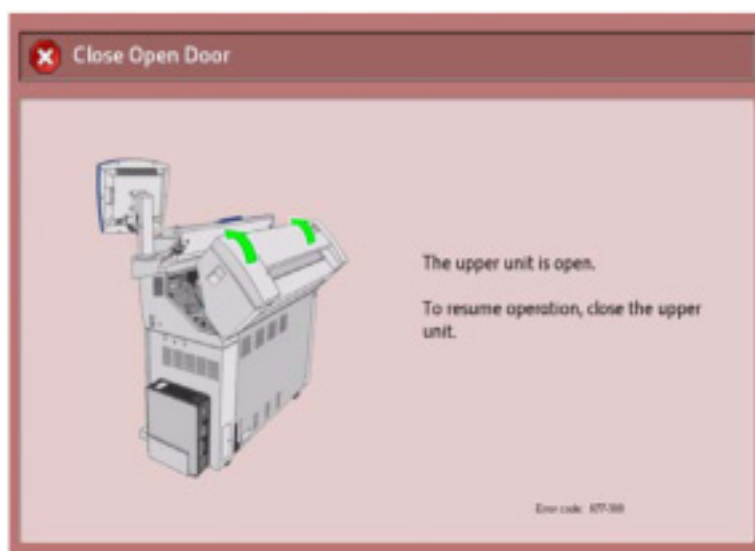 Close Open Door
The upper unit is open.
To resume operation, close the upper
unit.
Error code: